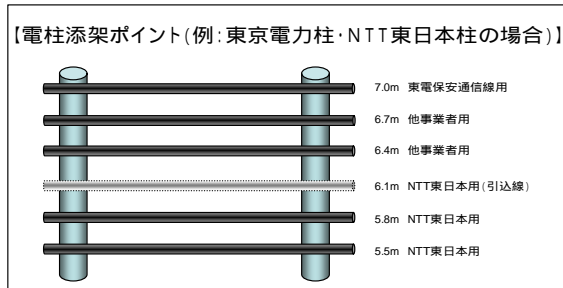 【電柱添架ポイント(例:東京電力柱・NTT東日本柱の場合)】
7.0m 東電保安通信線用
6.7m 他事業者用
6.4m 他事業者用
6.1m NTT東日本用(引込線)
5.8m NTT東日本用
5.5m NTT東日本用